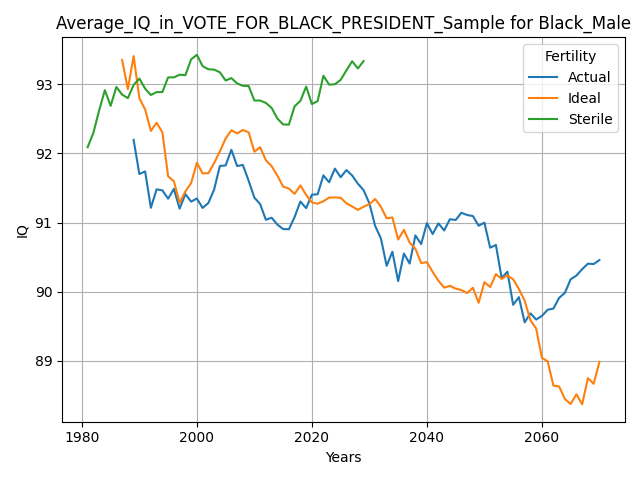 Average_IQ_in_VOTE_FOR_BLACK_PRESIDENT_Sample for Black_Male
Fertility
Actual
Ideal
Sterile
93
92
91
90
89
IQ
1980
2000
2020
2040
2060
Years